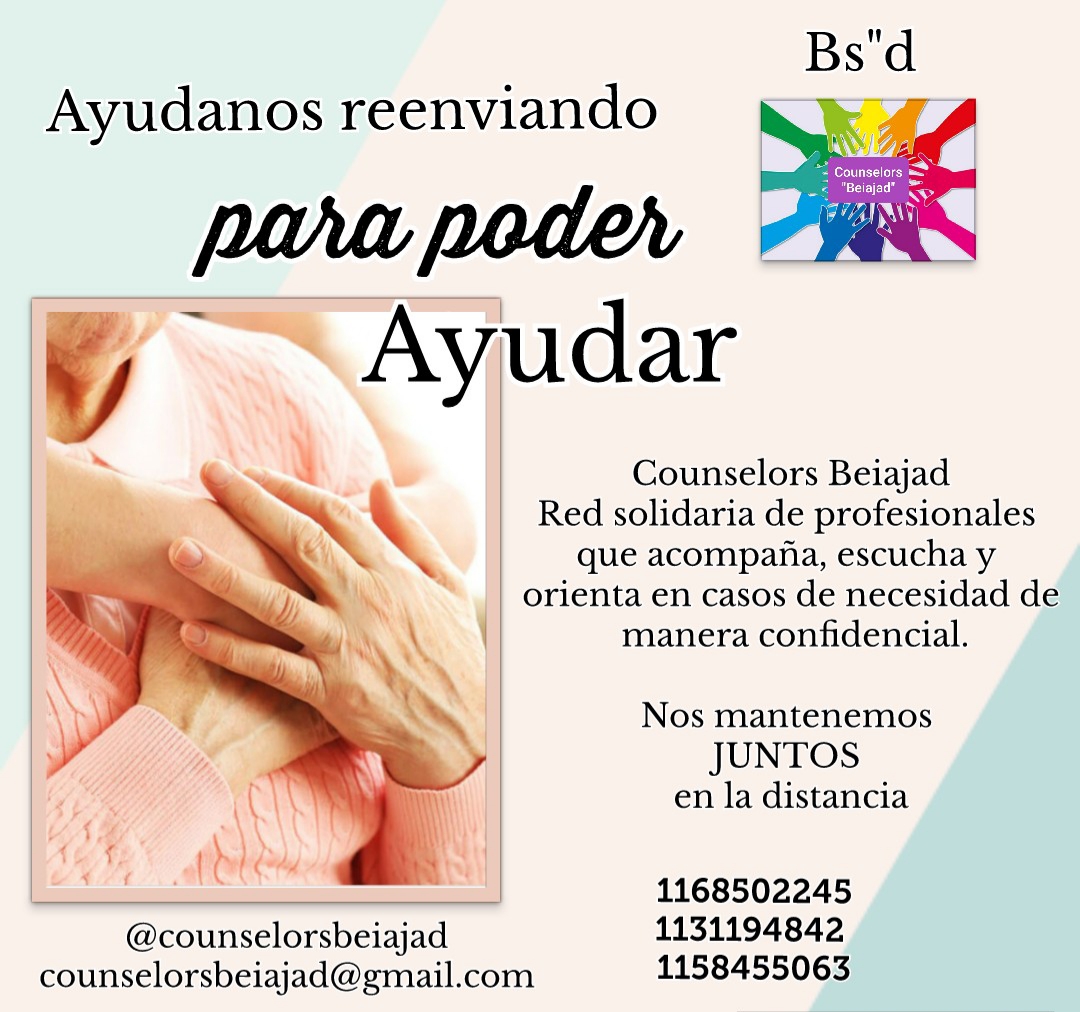 Bs"d
Ayudanos reenviando
para poder
Ayudar
Counselors
"Beiajad"
Counselors Beiajad
Red solidaria de profesionales
que acompaña, escucha y
orienta en casos de necesidad de
manera confidencial.
Nos mantenemos
JUNTOS
en la distancia
1168502245
1131194842
1158455063
@counselorsbeiajad
counselorsbeiajad@gmail.com